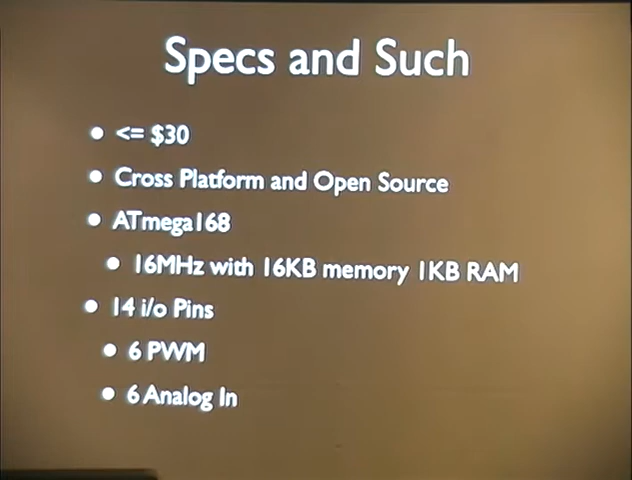 Specs and Such
• <= $30
• Cross Platform and Open Source
• ATmega168
• 16MHz with 16KB memory 1KB RAM
• 14 i/o Pins
• 6 PWM
• 6 Analog In